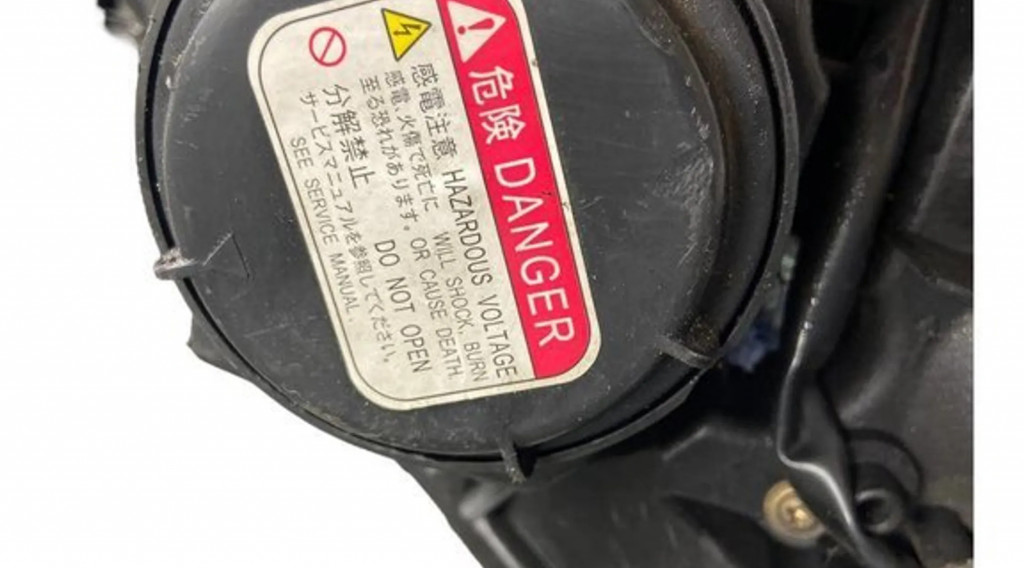 危険 DANGER
感電注意 HAZARDOUS VOLTAGE
感電、火傷で死亡に WILL SHOCK, BURN
至る恐れがあります。 OR CAUSE DEATH.
分解禁止 DO NOT OPEN
サービスマニュアルを参照してください。
SEE SERVICE MANUAL.